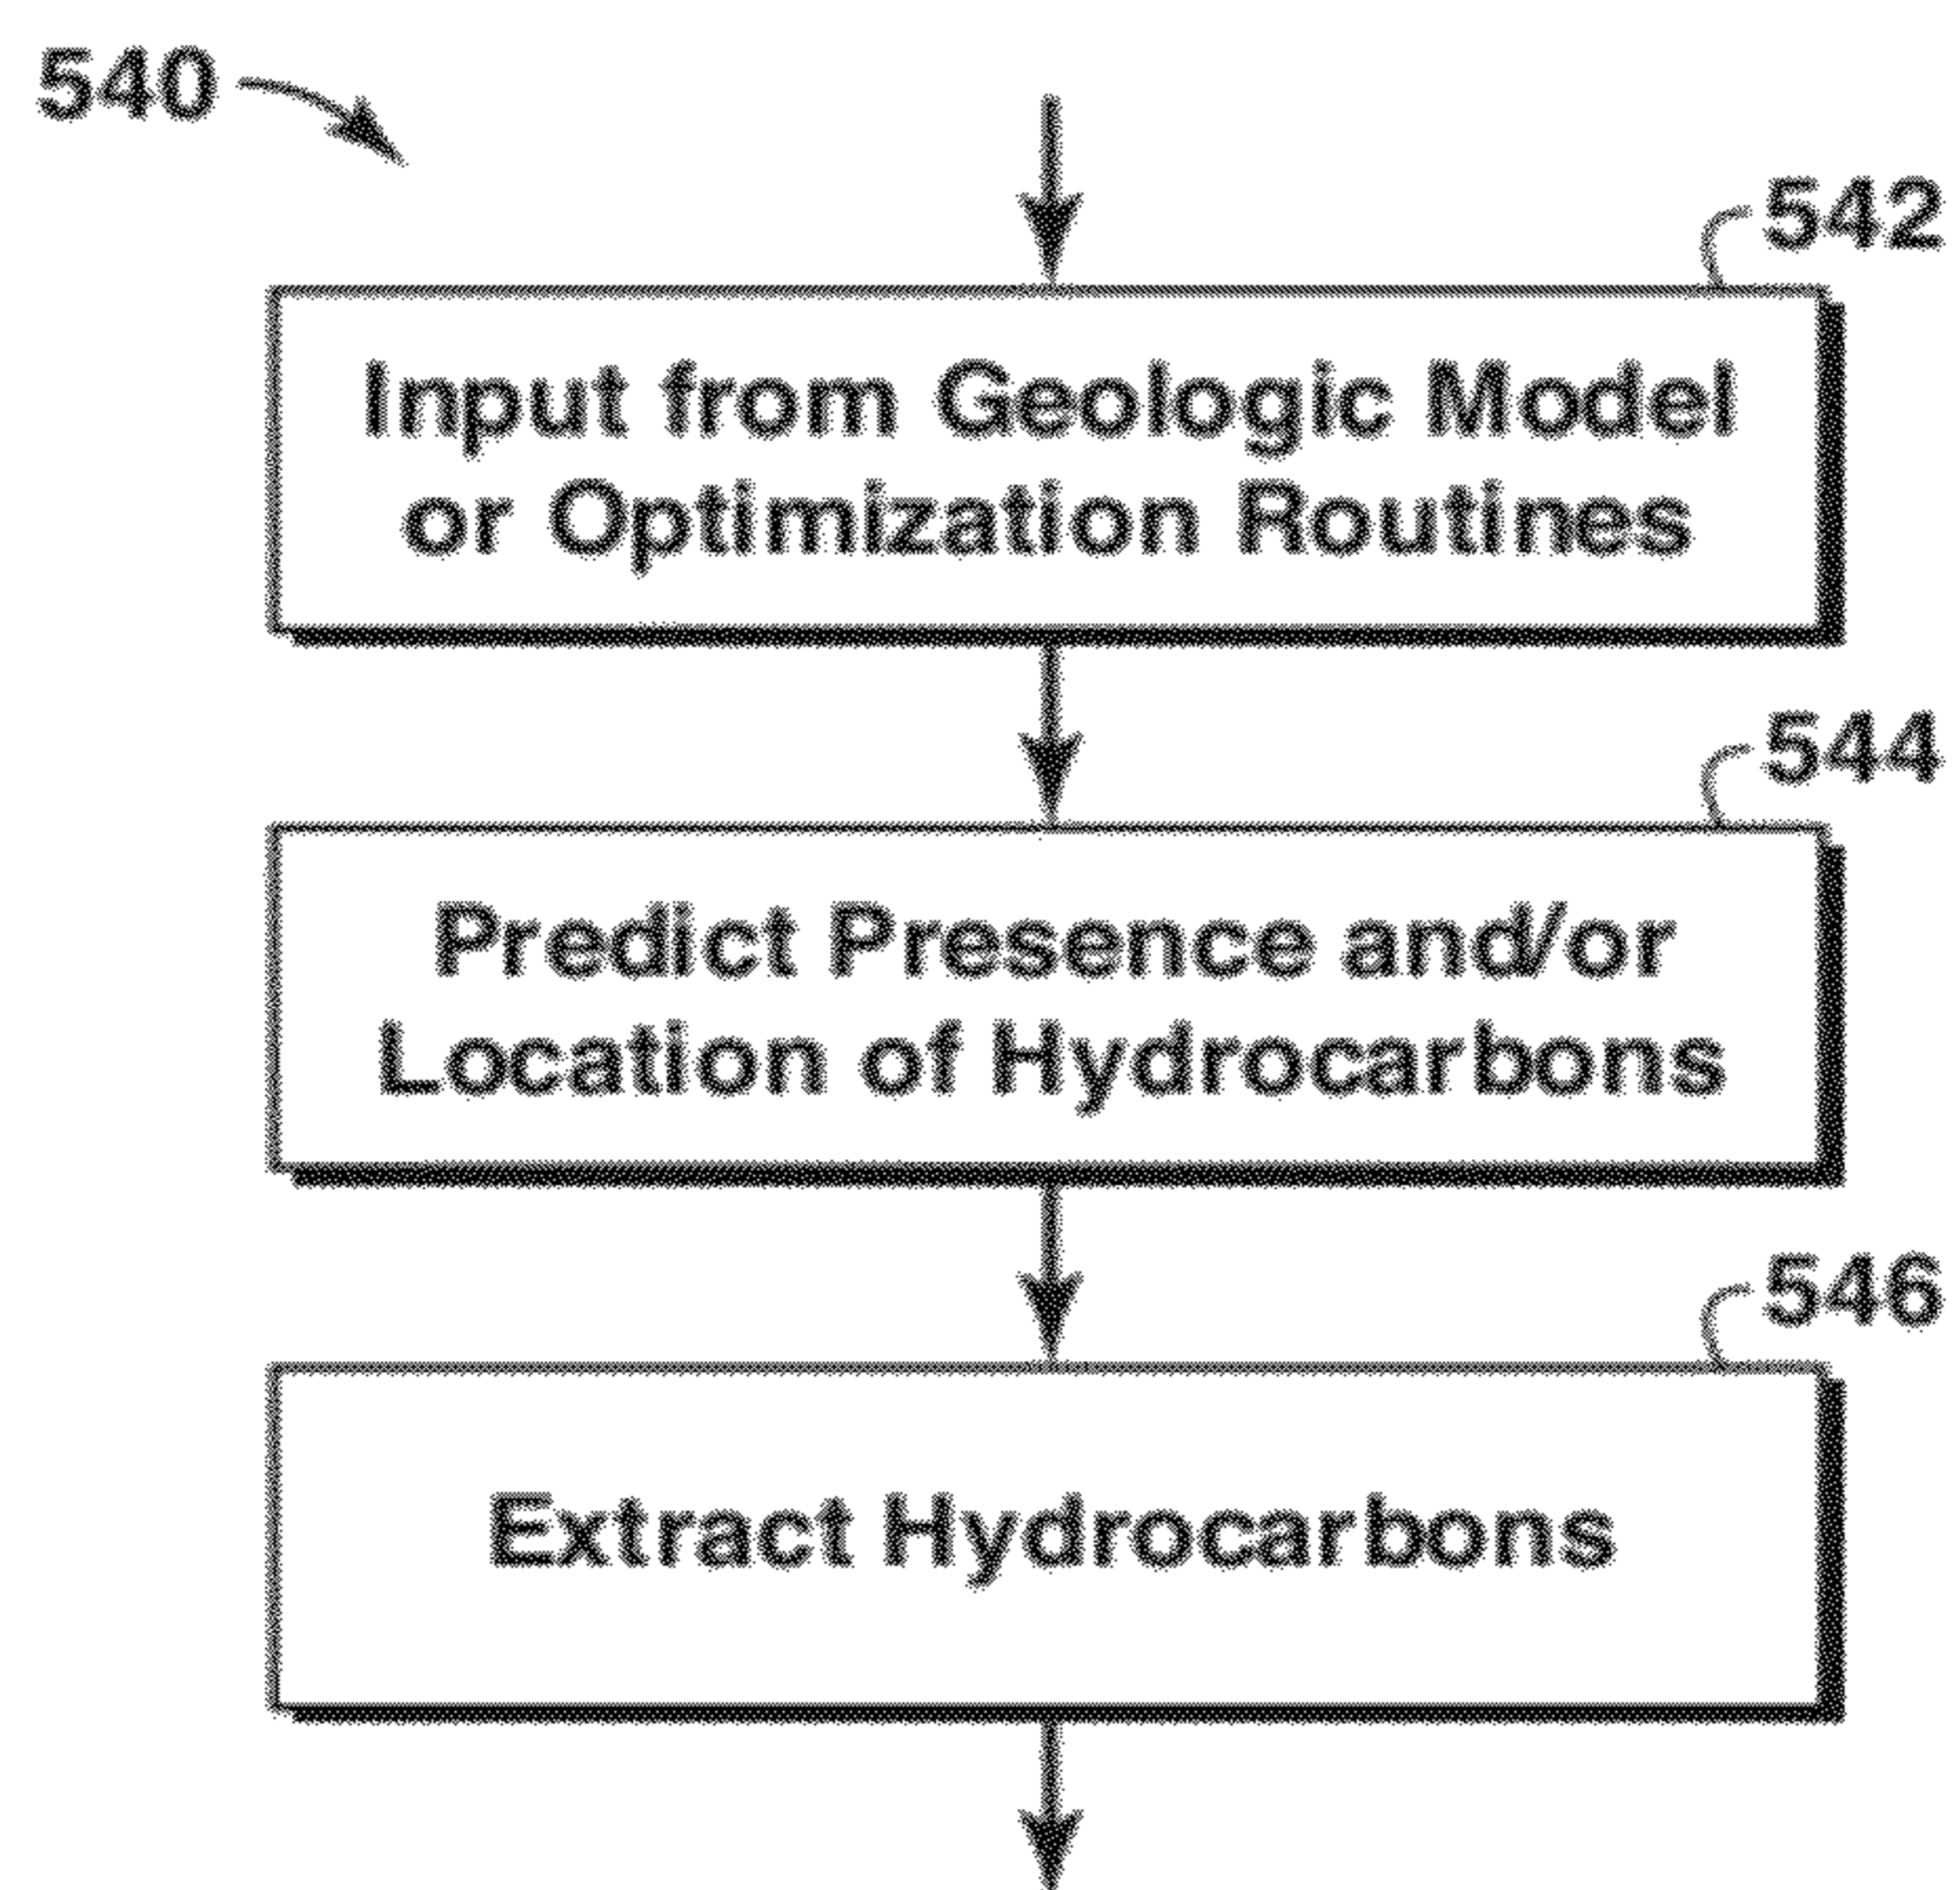 540
542
Input from Geologic Model
or Optimization Routines
544
Predict Presence and/or
Location of Hydrocarbons
546
Extract Hydrocarbons